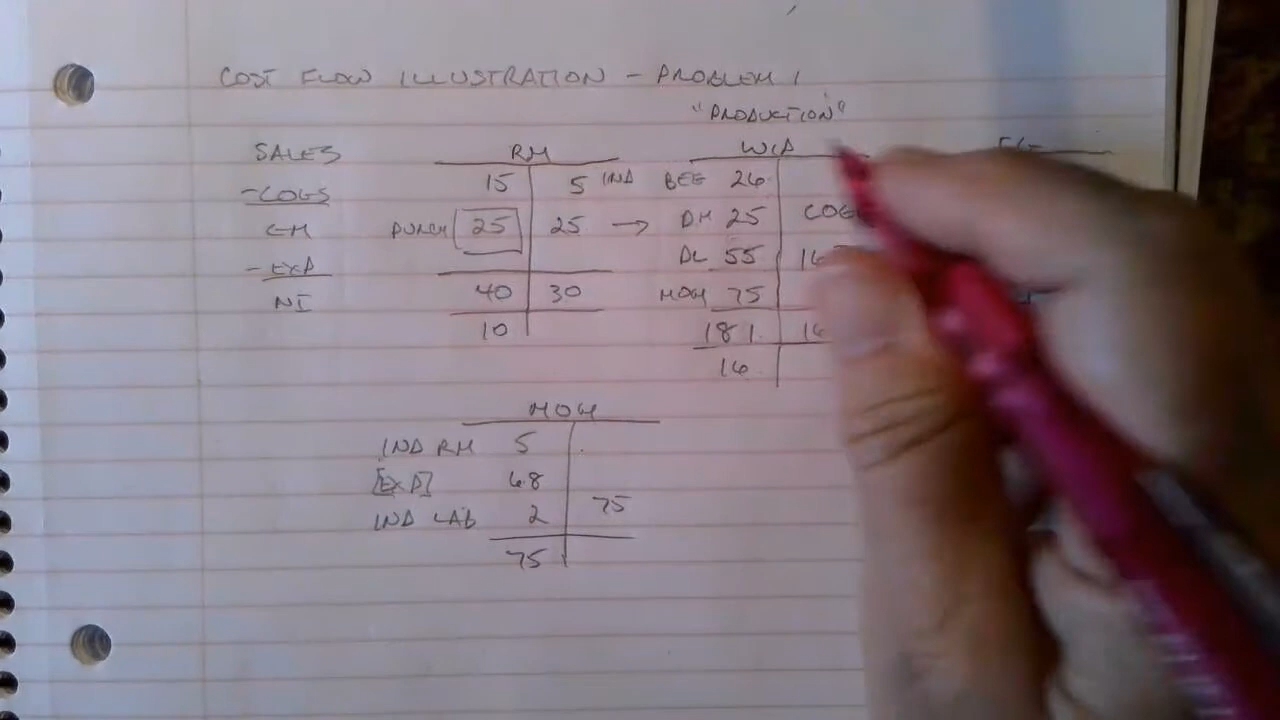 COST FLOW ILLUSTRATION - PROBLEM 1
"PRODUCTION"
SALES RM WIP
15 5 IND BEG 26
-COGS
GM PURCH 25 25 → DM 25
- EXP DL 55
NI 40 30 MOH 75
10 181
16
MOH
IND RM 5
[EXP] 68
75
IND LAB 2
75